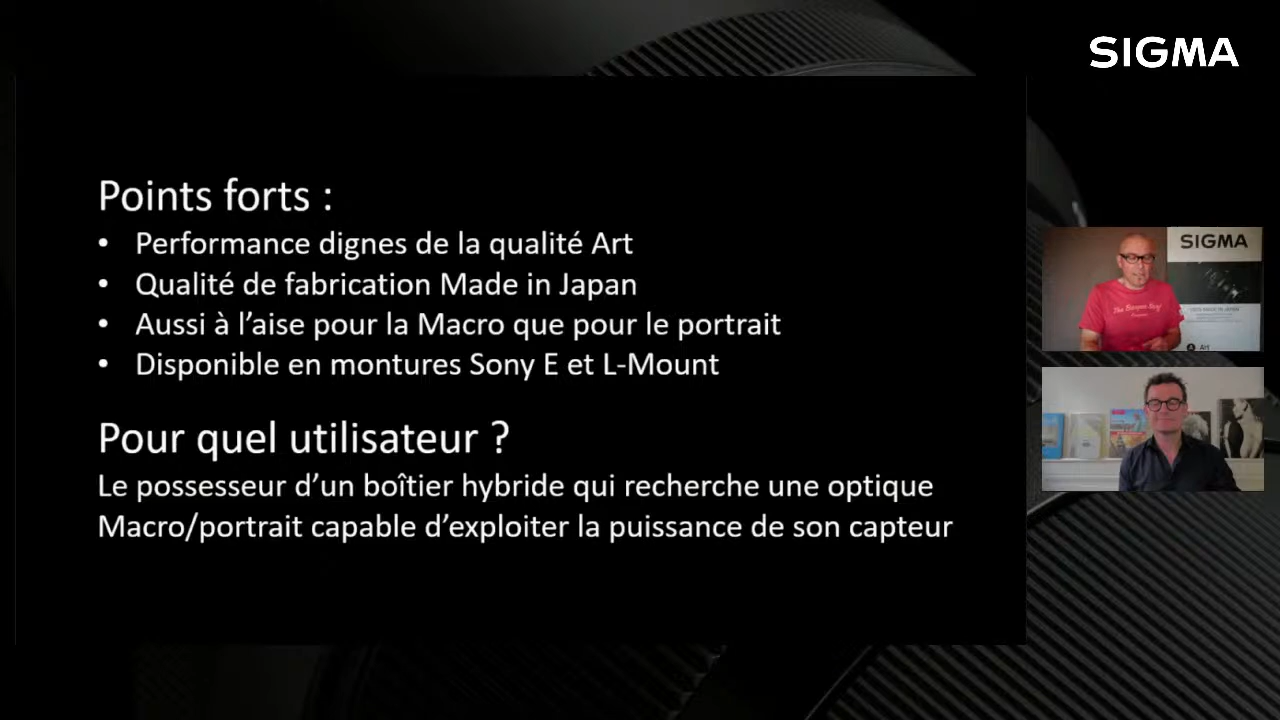 SIGMA
Points forts :
• Performance dignes de la qualité Art
• Qualité de fabrication Made in Japan
• Aussi à l’aise pour la Macro que pour le portrait
• Disponible en montures Sony E et L-Mount
Pour quel utilisateur ?
Le possesseur d’un boîtier hybride qui recherche une optique
Macro/portrait capable d’exploiter la puissance de son capteur
SIGMA